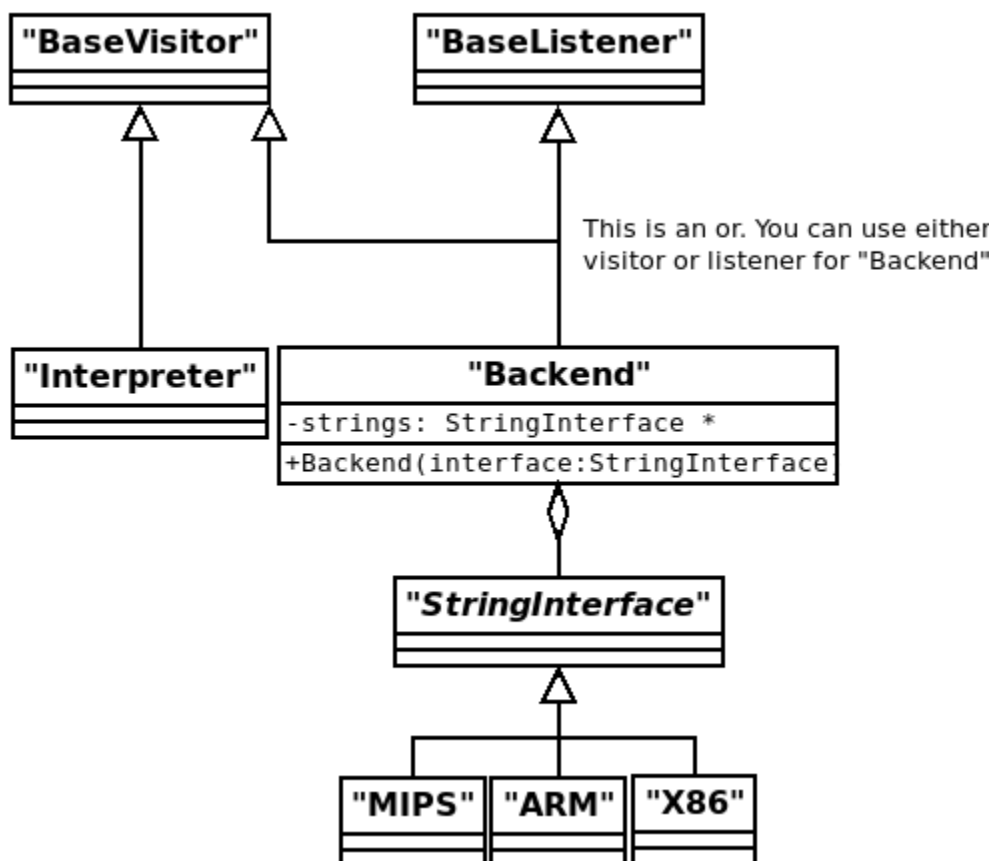 "BaseVisitor"
"BaseListener"
This is an or. You can use either
visitor or listener for "Backend"
"Interpreter"
"Backend"
-strings: StringInterface *
+Backend(interface:StringInterface)
"StringInterface"
"MIPS"
"ARM"
"X86"